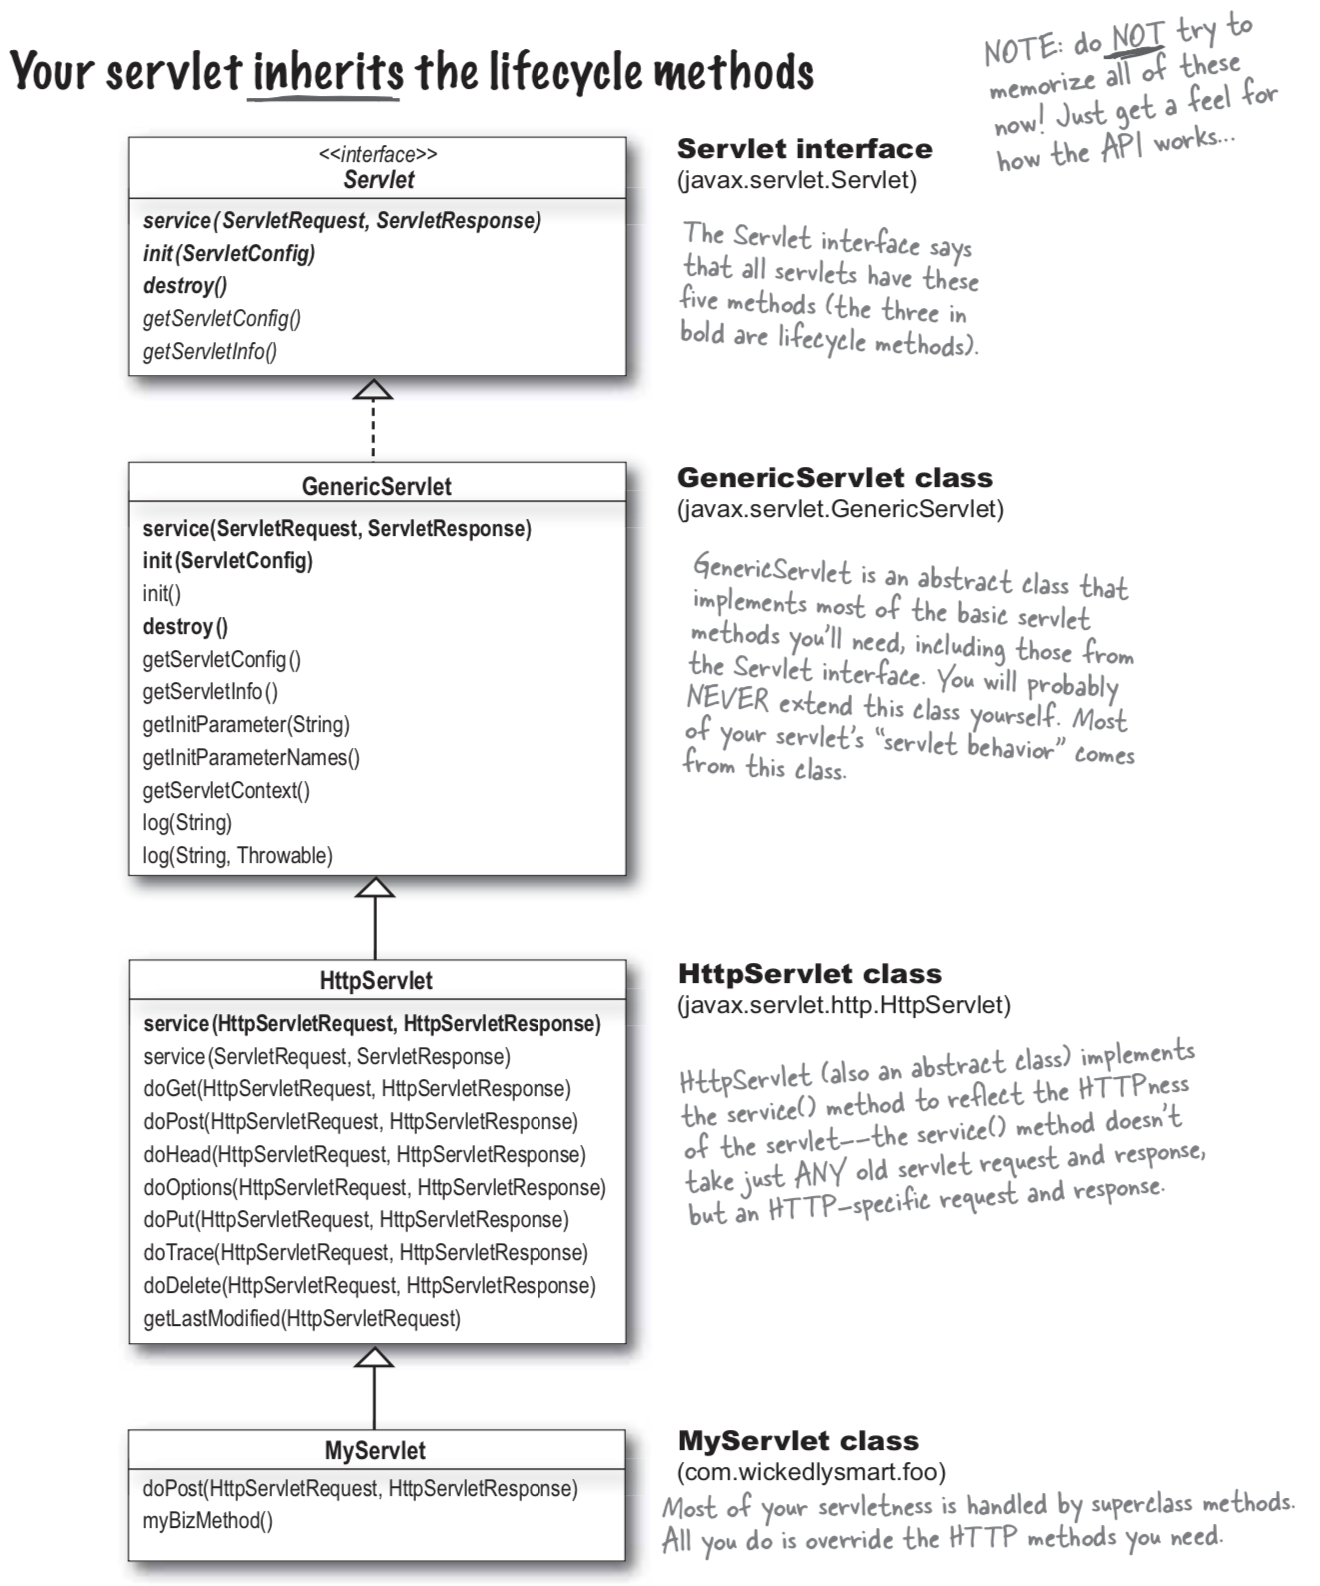 Your servlet inherits the lifecycle methods
NOTE: do NOT try to
memorize all of these
now! Just get a feel for
how the API works...
<<interface>>
Servlet
service(ServletRequest, ServletResponse)
init(ServletConfig)
destroy()
getServletConfig()
getServletInfo()
Servlet interface
(javax.servlet.Servlet)
The Servlet interface says
that all servlets have these
five methods (the three in
bold are lifecycle methods).
GenericServlet
service(ServletRequest, ServletResponse)
init(ServletConfig)
init()
destroy()
getServletConfig()
getServletInfo()
getInitParameter(String)
getInitParameterNames()
getServletContext()
log(String)
log(String, Throwable)
GenericServlet class
(javax.servlet.GenericServlet)
GenericServlet is an abstract class that
implements most of the basic servlet
methods you'll need, including those from
the Servlet interface. You will probably
NEVER extend this class yourself. Most
of your servlet's “servlet behavior” comes
from this class.
HttpServlet
service(HttpServletRequest, HttpServletResponse)
service(ServletRequest, ServletResponse)
doGet(HttpServletRequest, HttpServletResponse)
doPost(HttpServletRequest, HttpServletResponse)
doHead(HttpServletRequest, HttpServletResponse)
doOptions(HttpServletRequest, HttpServletResponse)
doPut(HttpServletRequest, HttpServletResponse)
doTrace(HttpServletRequest, HttpServletResponse)
doDelete(HttpServletRequest, HttpServletResponse)
getLastModified(HttpServletRequest)
HttpServlet class
(javax.servlet.http.HttpServlet)
HttpServlet (also an abstract class) implements
the service() method to reflect the HTTPness
of the servlet--the service() method doesn't
take just ANY old servlet request and response,
but an HTTP-specific request and response.
MyServlet
doPost(HttpServletRequest, HttpServletResponse)
myBizMethod()
MyServlet class
(com.wickedlysmart.foo)
Most of your servletness is handled by superclass methods.
All you do is override the HTTP methods you need.